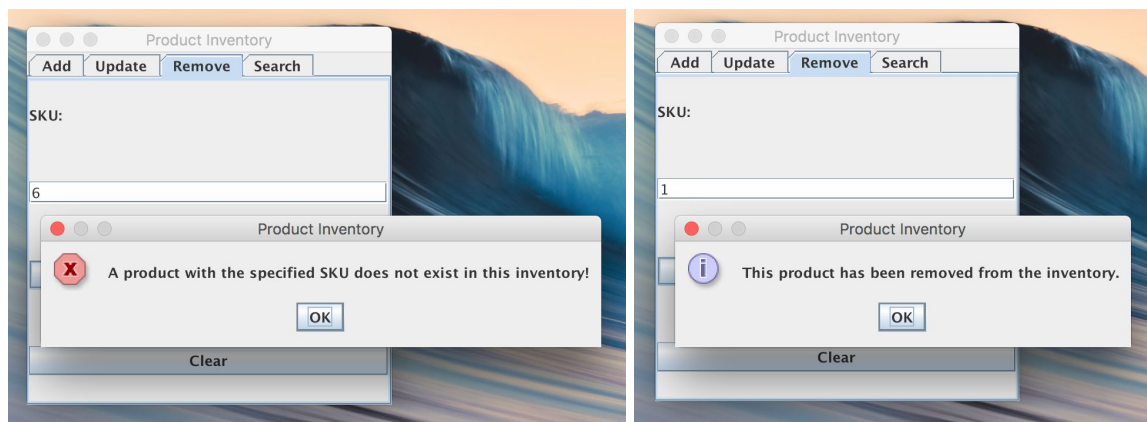 Product Inventory
Add Update Remove Search
SKU:
6
Product Inventory
X
A product with the specified SKU does not exist in this inventory!
OK
Clear
Product Inventory
Add Update Remove Search
SKU:
1
Product Inventory
i
This product has been removed from the inventory.
OK
Clear